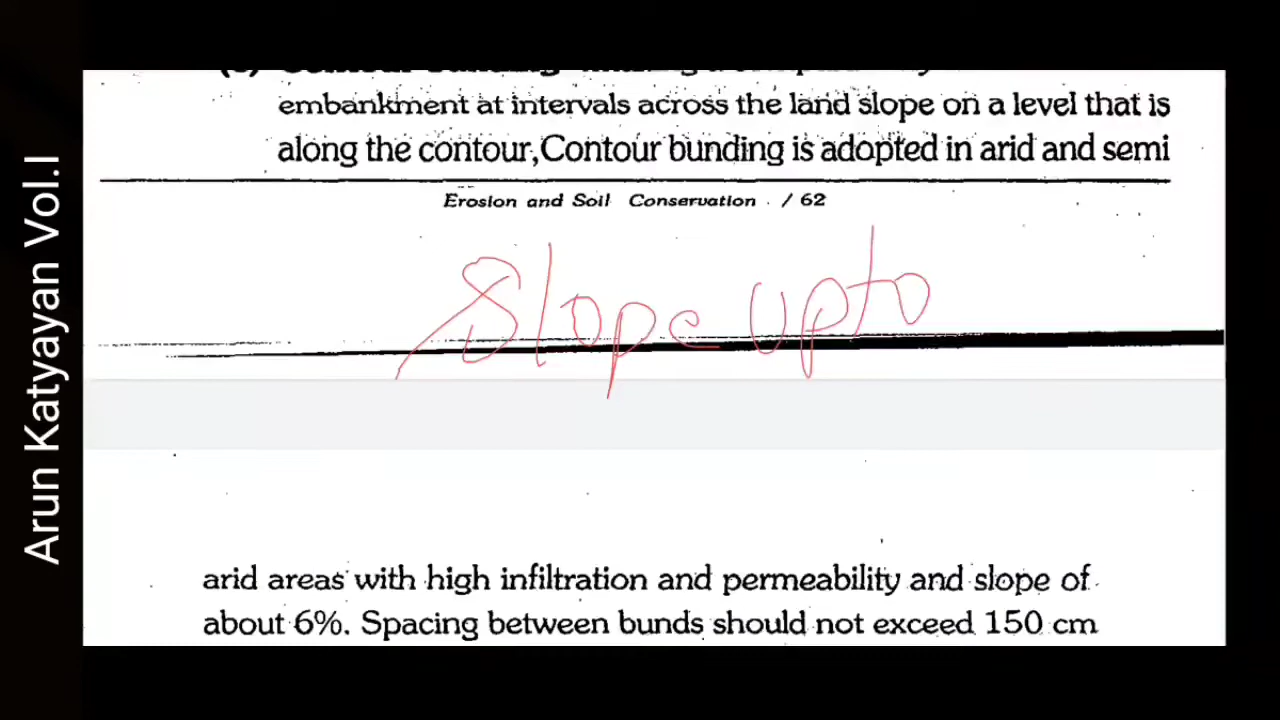 Contour bunding
embankment at intervals across the land slope on a level that is
along the contour,Contour bunding is adopted in arid and semi
Erosion and Soil Conservation . / 62
Slope upto
arid areas with high infiltration and permeability and slope of
about 6%. Spacing between bunds should not exceed 150 cm
Arun Katyayan Vol.I